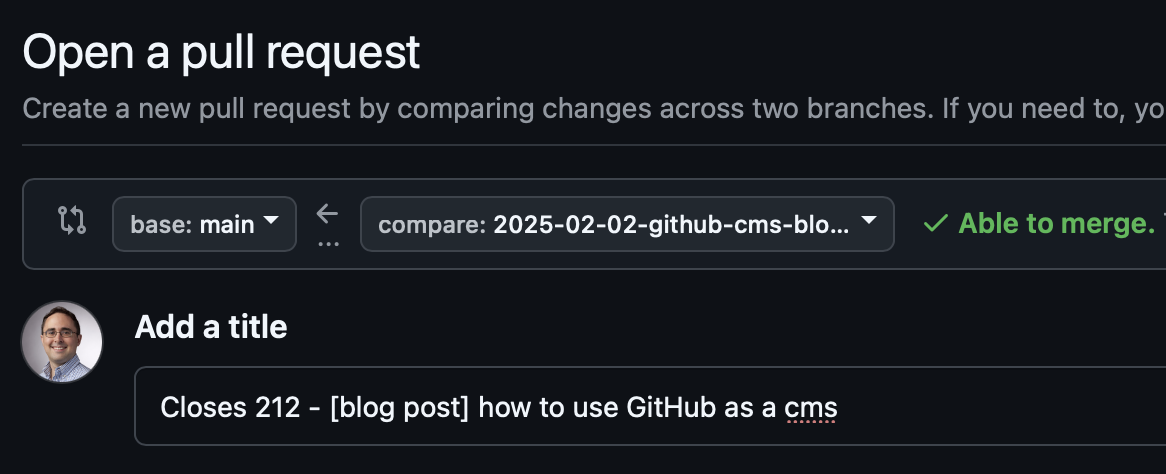 Open a pull request
Create a new pull request by comparing changes across two branches. If you need to, yo
base: main
compare: 2025-02-02-github-cms-blo...
Able to merge.
Add a title
Closes 212 - [blog post] how to use GitHub as a cms